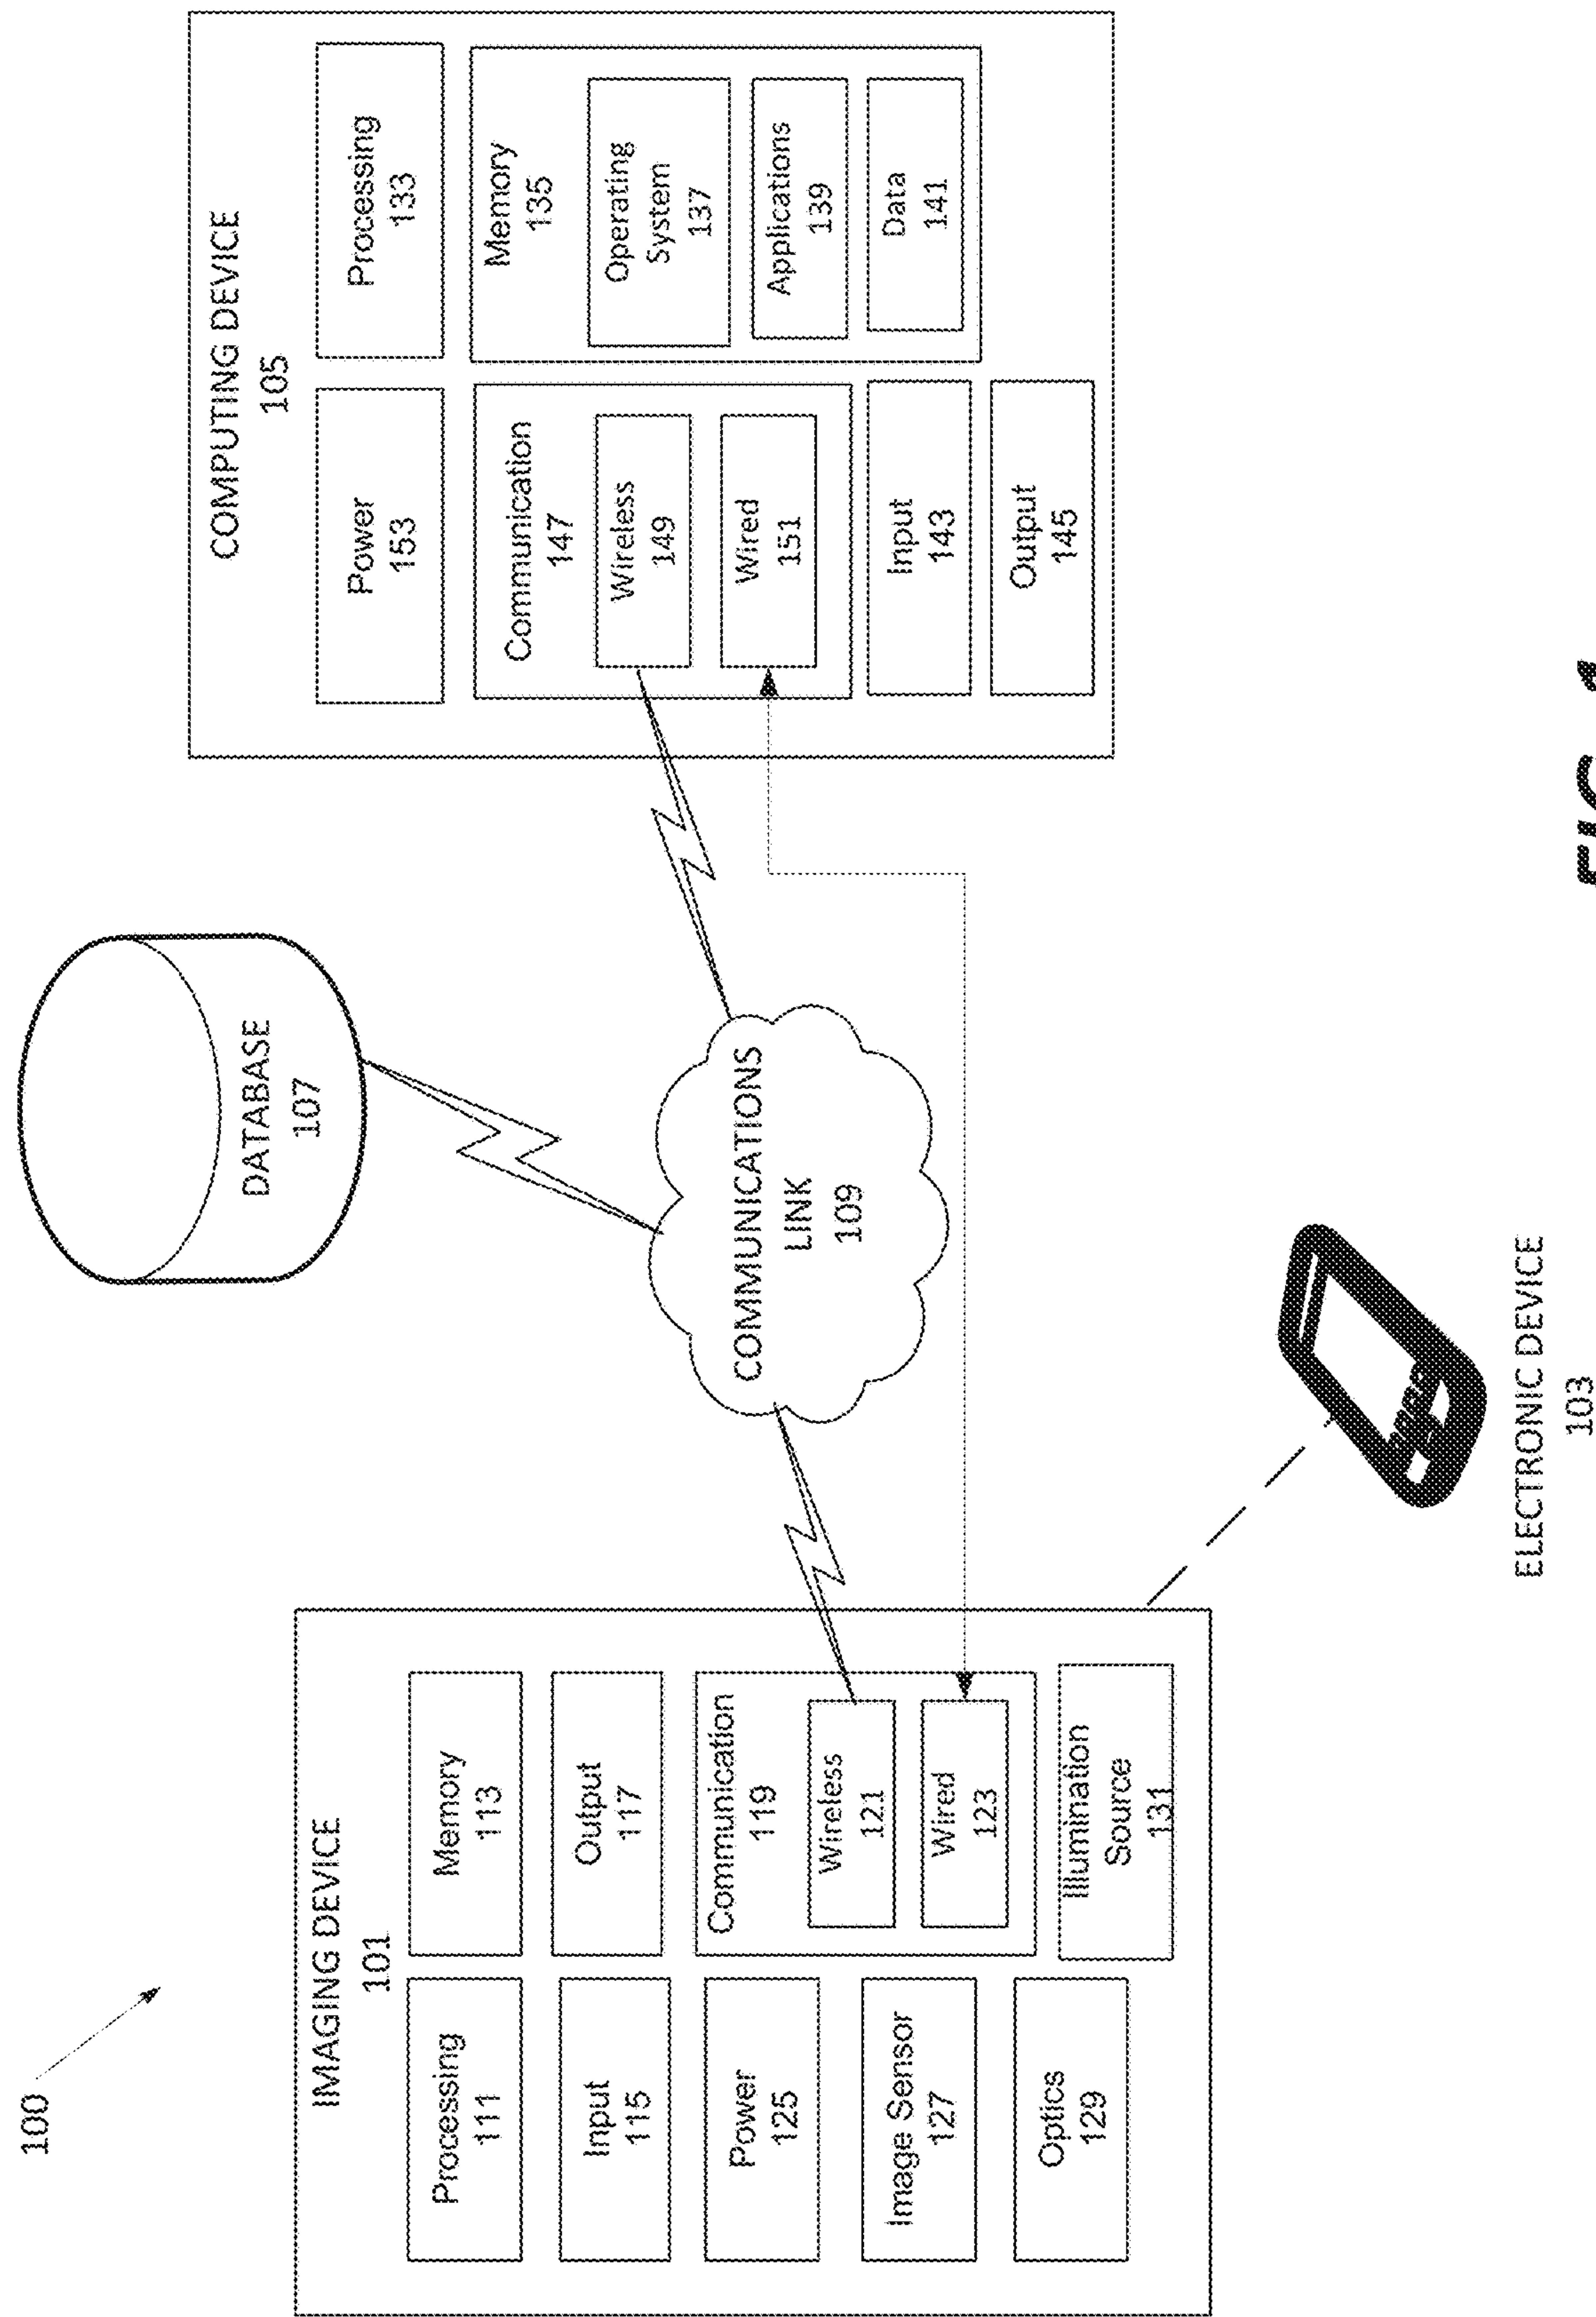 100
IMAGING DEVICE
101
Processing
111
Memory
113
Input
115
Output
117
Power
125
Communication
119
Wireless
121
Wired
123
Image Sensor
127
Optics
129
Illumination
Source
131
DATABASE
107
COMMUNICATIONS
LINK
109
ELECTRONIC DEVICE
103
COMPUTING DEVICE
105
Power
153
Processing
133
Communication
147
Wireless
149
Wired
151
Memory
135
Operating
System
137
Applications
139
Data
141
Input
143
Output
145